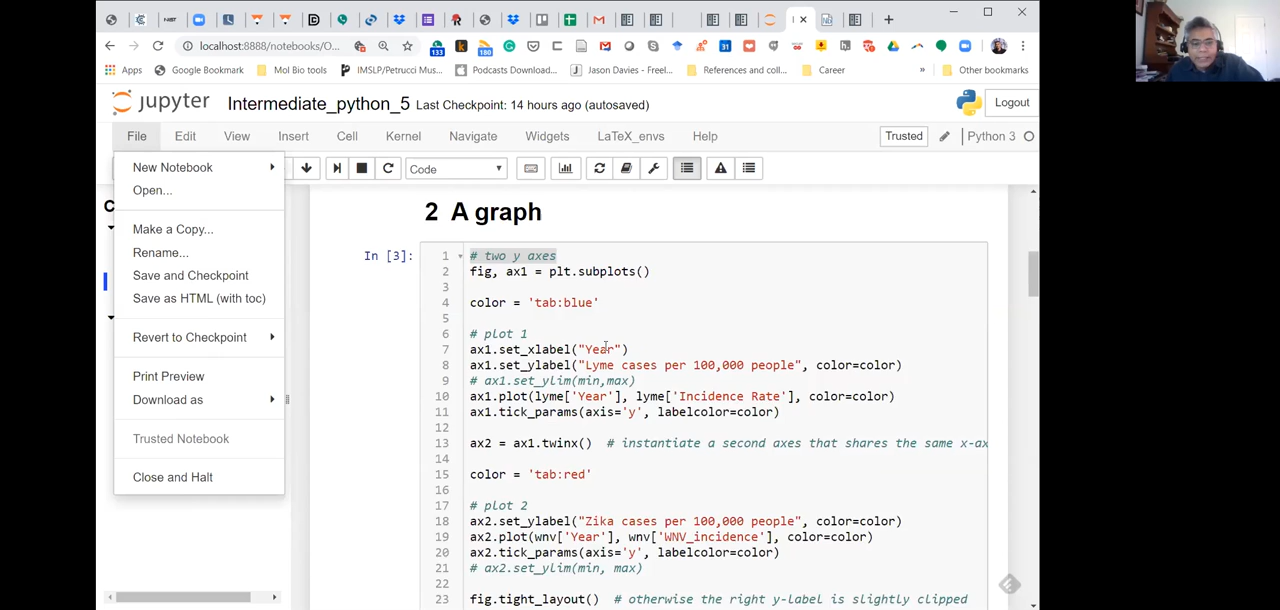 localhost:8888/notebooks/O...
133
180
31
Apps
Google Bookmark
Mol Bio tools
IMSLP/Petrucci Mus...
Podcasts Download...
Jason Davies - Freel...
References and coll...
Career
»
Other bookmarks
jupyter
Intermediate_python_5 Last Checkpoint: 14 hours ago (autosaved)
Logout
File Edit View Insert Cell Kernel Navigate Widgets LaTeX_envs Help
Trusted
Python 3
Code
New Notebook
Open...
Make a Copy...
Rename...
Save and Checkpoint
Save as HTML (with toc)
Revert to Checkpoint
Print Preview
Download as
Trusted Notebook
Close and Halt
C
2 A graph
In [3]:
1 # two y axes
2 fig, ax1 = plt.subplots()
3
4 color = 'tab:blue'
5
6 # plot 1
7 ax1.set_xlabel("Year")
8 ax1.set_ylabel("Lyme cases per 100,000 people", color=color)
9 # ax1.set_ylim(min,max)
10 ax1.plot(lyme['Year'], lyme['Incidence Rate'], color=color)
11 ax1.tick_params(axis='y', labelcolor=color)
12
13 ax2 = ax1.twinx()  # instantiate a second axes that shares the same x-ax
14
15 color = 'tab:red'
16
17 # plot 2
18 ax2.set_ylabel("Zika cases per 100,000 people", color=color)
19 ax2.plot(wnv['Year'], wnv['WNV_incidence'], color=color)
20 ax2.tick_params(axis='y', labelcolor=color)
21 # ax2.set_ylim(min, max)
22
23 fig.tight_layout()  # otherwise the right y-label is slightly clipped